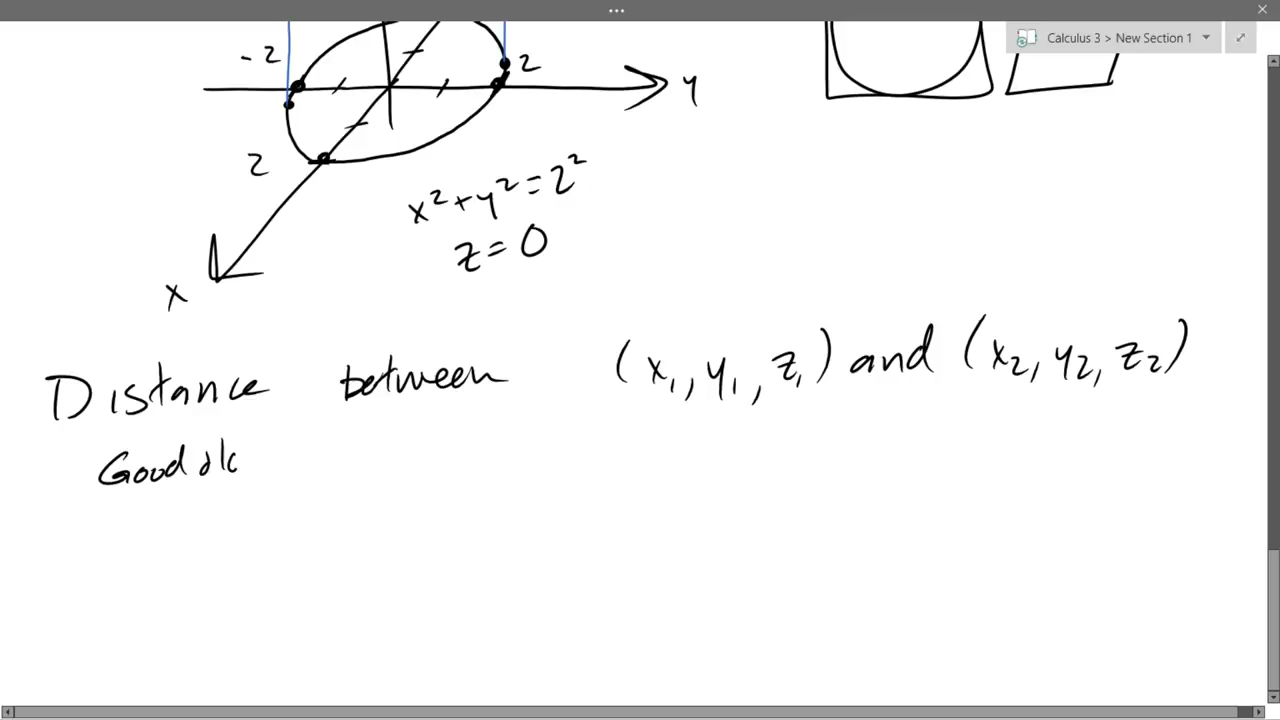 Calculus 3 > New Section 1
-2
2
y
2
x² + y² = 2²
z = 0
x
Distance between (x₁, y₁, z₁) and (x₂, y₂, z₂)
Good